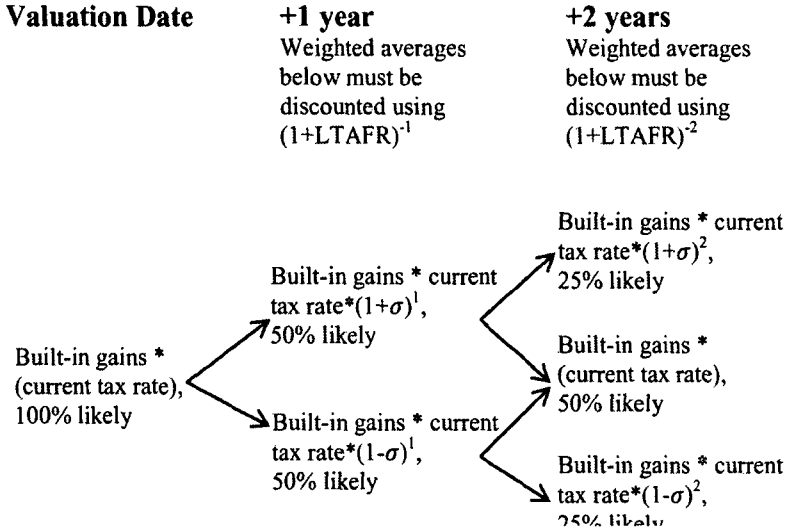 Valuation Date
+1 year
Weighted averages
below must be
discounted using
(1+LTAFR)⁻¹
+2 years
Weighted averages
below must be
discounted using
(1+LTAFR)⁻²
Built-in gains *
(current tax rate),
100% likely
Built-in gains * current
tax rate*(1+σ)¹,
50% likely
Built-in gains * current
tax rate*(1-σ)¹,
50% likely
Built-in gains * current
tax rate*(1+σ)²,
25% likely
Built-in gains *
(current tax rate),
50% likely
Built-in gains * current
tax rate*(1-σ)²,
25% likely